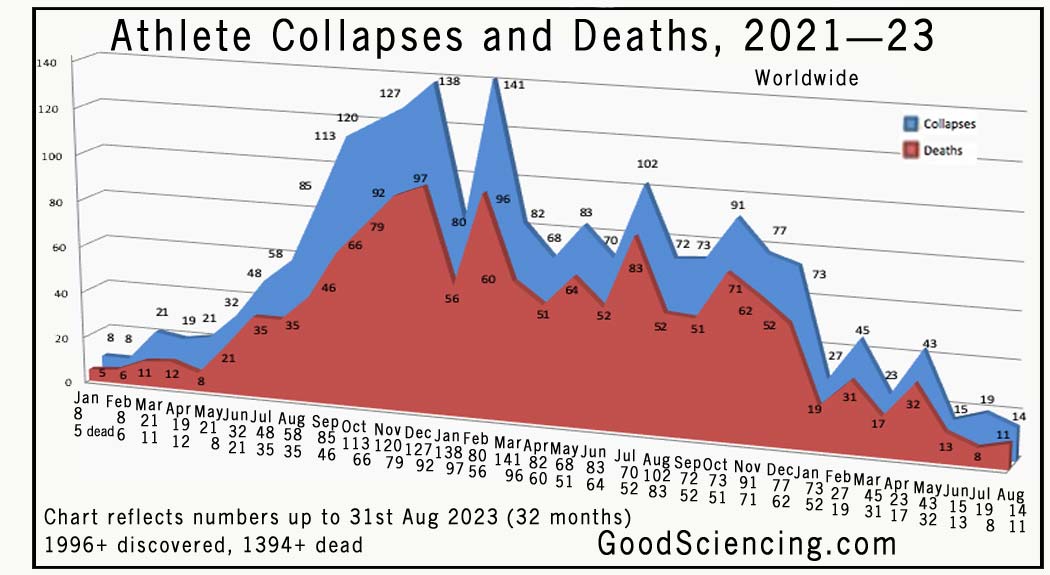 Athlete Collapses and Deaths, 2021—23
Worldwide
140
120
100
80
60
40
20
0
Collapses
Deaths
8 8 21 19 21 32 48 58 85 113 120 127 138 80 141 82 68 83 70 102 72 73 91 77 73 27 45 23 43 15 19 14
5 6 11 12 8 21 35 35 46 66 79 92 97 56 96 60 51 64 52 83 52 51 71 62 52 19 31 17 32 13 8 11
Jan Feb Mar Apr May Jun Jul Aug Sep Oct Nov Dec Jan Feb Mar Apr May Jun Jul Aug Sep Oct Nov Dec Jan Feb Mar Apr May Jun Jul Aug
8 8 21 19 21 32 48 58 85 113 120 127 138 80 141 82 68 83 70 102 72 73 91 77 73 27 45 23 43 15 19 14
5 dead 6 11 12 8 21 35 35 46 66 79 92 97 56 96 60 51 64 52 83 52 51 71 62 52 19 31 17 32 13 8 11
Chart reflects numbers up to 31st Aug 2023 (32 months)
1996+ discovered, 1394+ dead
GoodSciencing.com